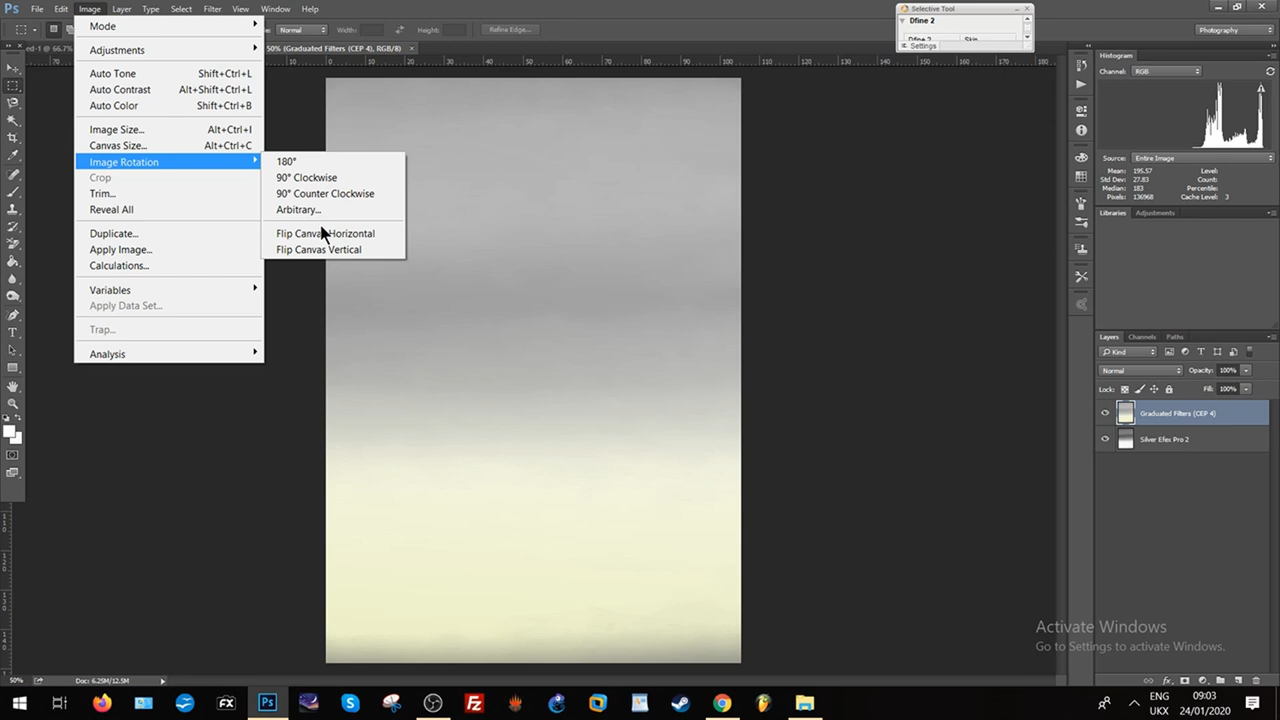 Ps File Edit Image Layer Type Select Filter View Window Help
Selective Tool
Dfine 2
Settings
Normal Width: Height: Refine Edge...
Photography
50% (Graduated Filters (CEP 4), RGB/8)
Mode
Adjustments
Auto Tone Shift+Ctrl+L
Auto Contrast Alt+Shift+Ctrl+L
Auto Color Shift+Ctrl+B
Image Size... Alt+Ctrl+I
Canvas Size... Alt+Ctrl+C
Image Rotation
Crop
Trim...
Reveal All
Duplicate...
Apply Image...
Calculations...
Variables
Apply Data Set...
Trap...
Analysis
180°
90° Clockwise
90° Counter Clockwise
Arbitrary...
Flip Canvas Horizontal
Flip Canvas Vertical
Histogram
Channel: RGB
Source: Entire Image
Mean: 195.57 Level:
Std Dev: 27.83 Count:
Median: 183 Percentile:
Pixels: 136968 Cache Level: 3
Libraries Adjustments
Layers Channels Paths
Kind
Normal Opacity: 100%
Lock: Fill: 100%
Graduated Filters (CEP 4)
Silver Efex Pro 2
Activate Windows
Go to Settings to activate Windows.
50% Doc: 6.25M/12.5M
ENG 09:03
UKX 24/01/2020